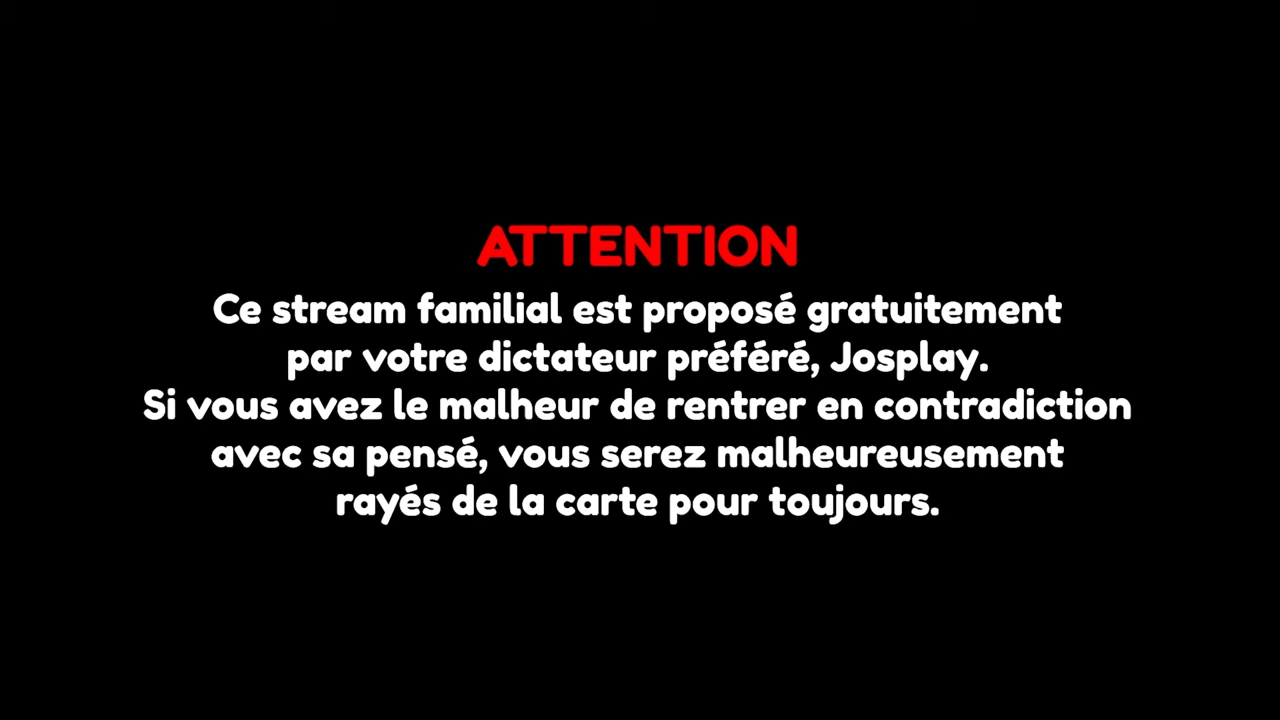 ATTENTION
Ce stream familial est proposé gratuitement
par votre dictateur préféré, Josplay.
Si vous avez le malheur de rentrer en contradiction
avec sa pensé, vous serez malheureusement
rayés de la carte pour toujours.